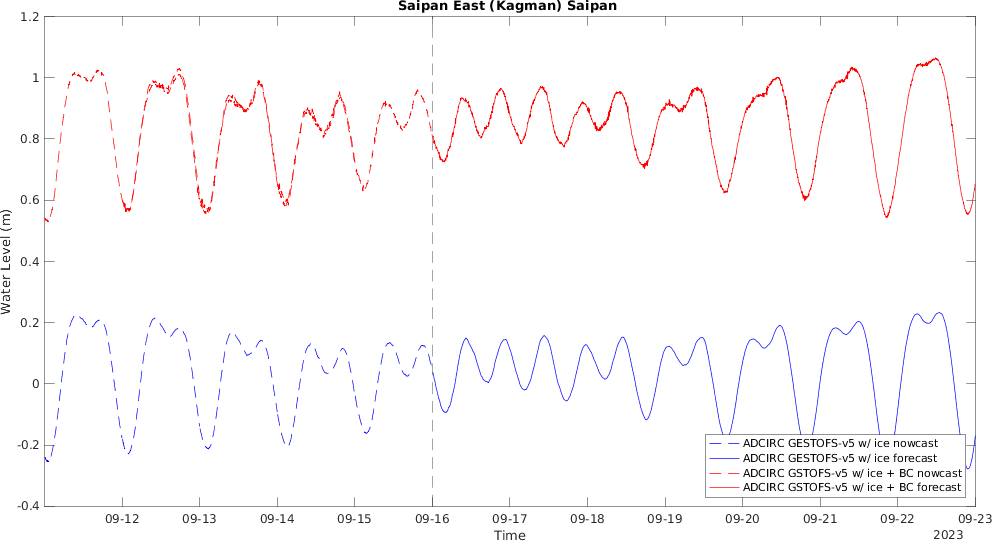 Saipan East (Kagman) Saipan
1.2
1
0.8
0.6
0.4
0.2
0
-0.2
-0.4
Water Level (m)
ADCIRC GESTOFS-v5 w/ ice nowcast
ADCIRC GESTOFS-v5 w/ ice forecast
ADCIRC GSTOFS-v5 w/ ice + BC nowcast
ADCIRC GSTOFS-v5 w/ ice + BC forecast
09-12 09-13 09-14 09-15 09-16 09-17 09-18 09-19 09-20 09-21 09-22 09-23
Time
2023